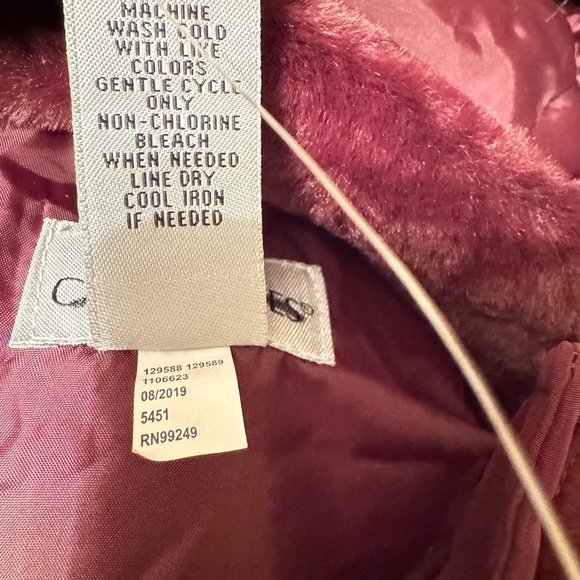 MACHINE
WASH COLD
WITH LIKE
COLORS
GENTLE CYCLE
ONLY
NON-CHLORINE
BLEACH
WHEN NEEDED
LINE DRY
COOL IRON
IF NEEDED
129588 129589
1106623
08/2019
5451
RN99249